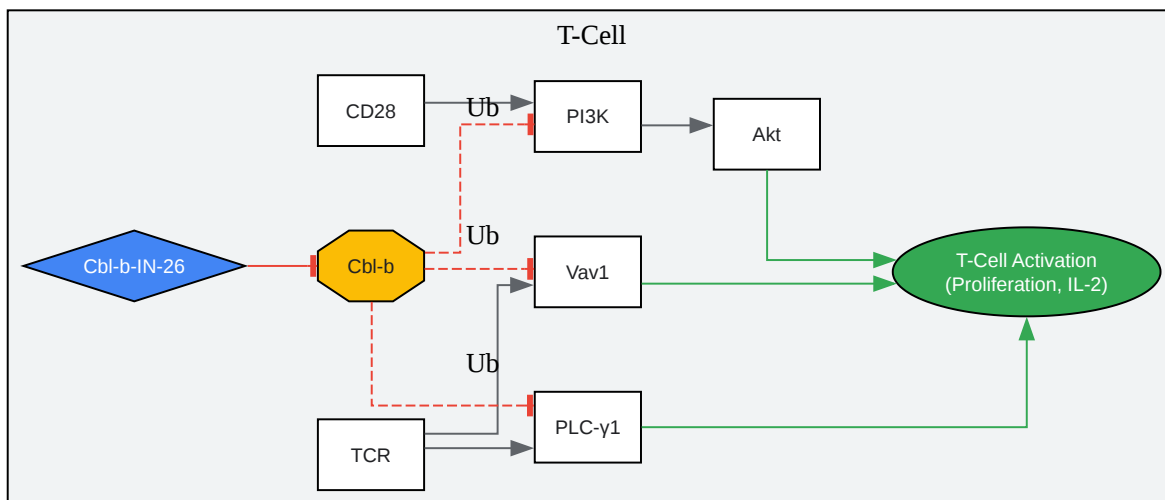 T-Cell
CD28
Ub
PI3K
Akt
Ub
Cbl-b-IN-26
Cbl-b
Vav1
T-Cell Activation
(Proliferation, IL-2)
Ub
TCR
PLC-γ1